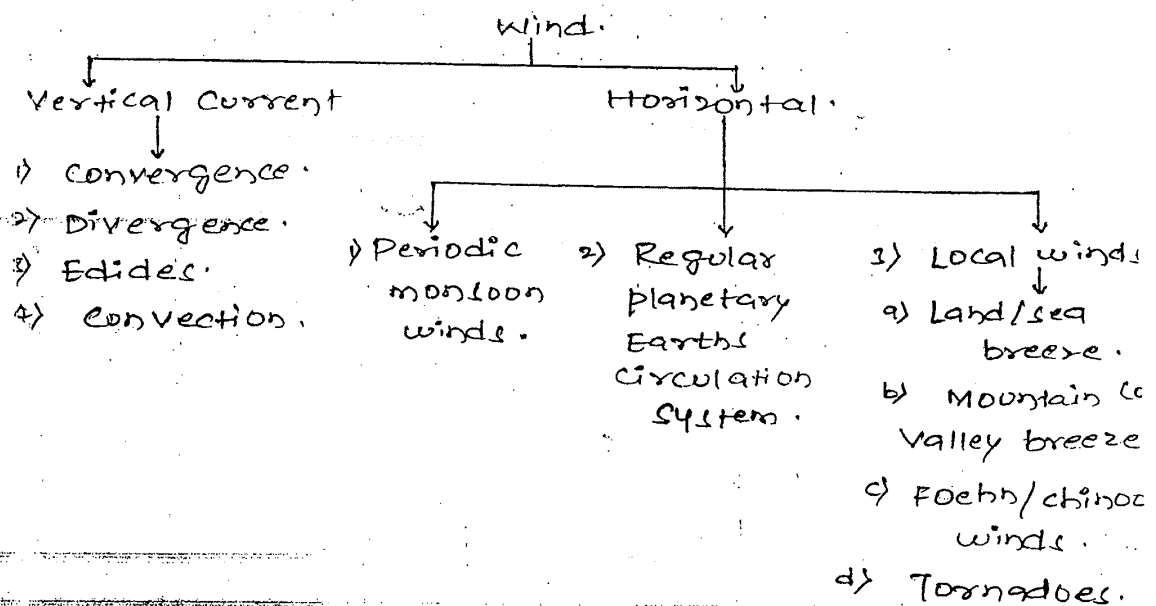 Wind.
Vertical Current
Horizontal.
1) Convergence.
2) Divergence.
3) Edides.
4) Convection.
1) Periodic
monsoon
winds.
2) Regular
planetary
Earths
Circulation
System.
3) Local winds
a) Land/sea
breeze.
b) Mountain
Valley breeze
c) Foehn/chinoo
winds.
d) Tornadoes.